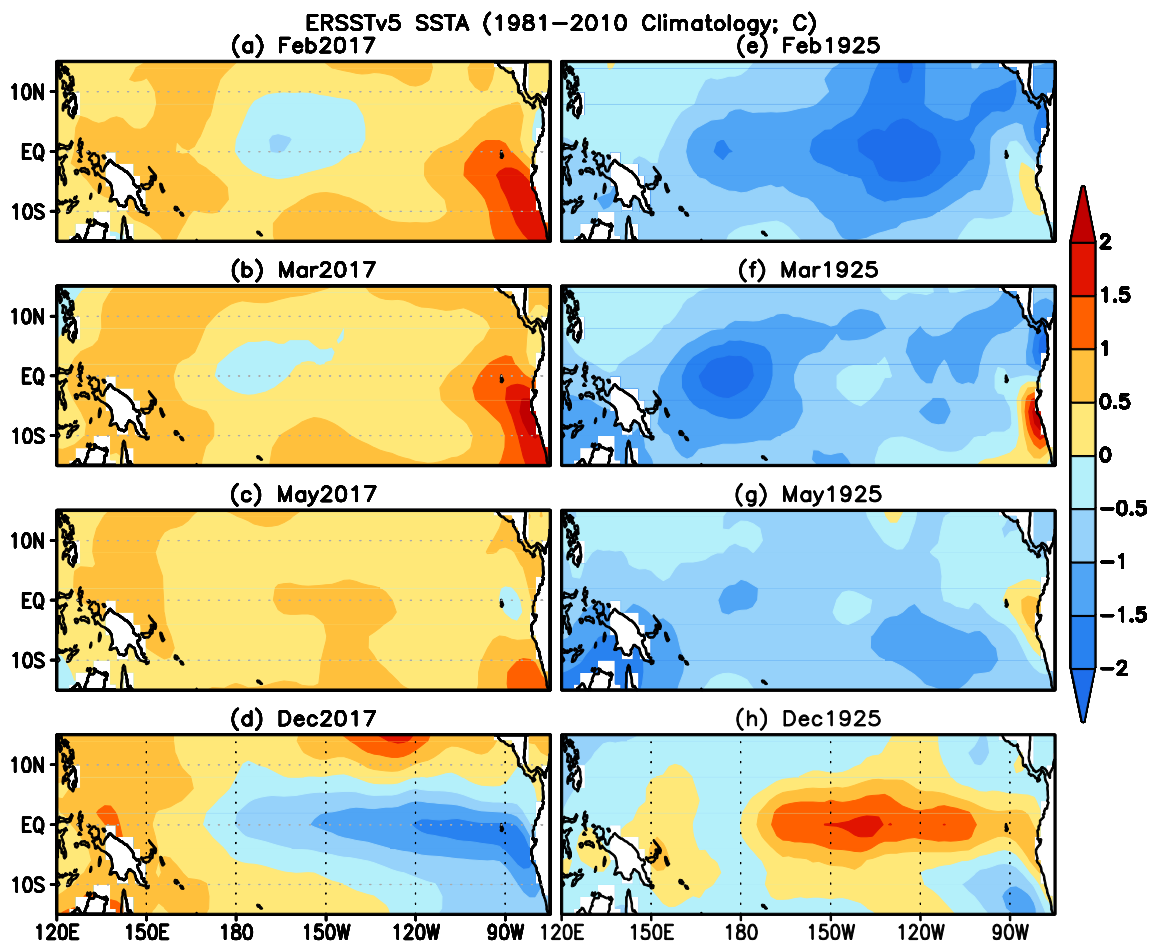 ERSSTv5 SSTA (1981−2010 Climatology; C)
(a) Feb2017 (e) Feb1925
10N
EQ
10S
(b) Mar2017 (f) Mar1925
10N
EQ
10S
(c) May2017 (g) May1925
10N
EQ
10S
(d) Dec2017 (h) Dec1925
10N
EQ
10S
120E 150E 180 150W 120W 90W 120E 150E 180 150W 120W 90W
2
1.5
1
0.5
0
−0.5
−1
−1.5
−2